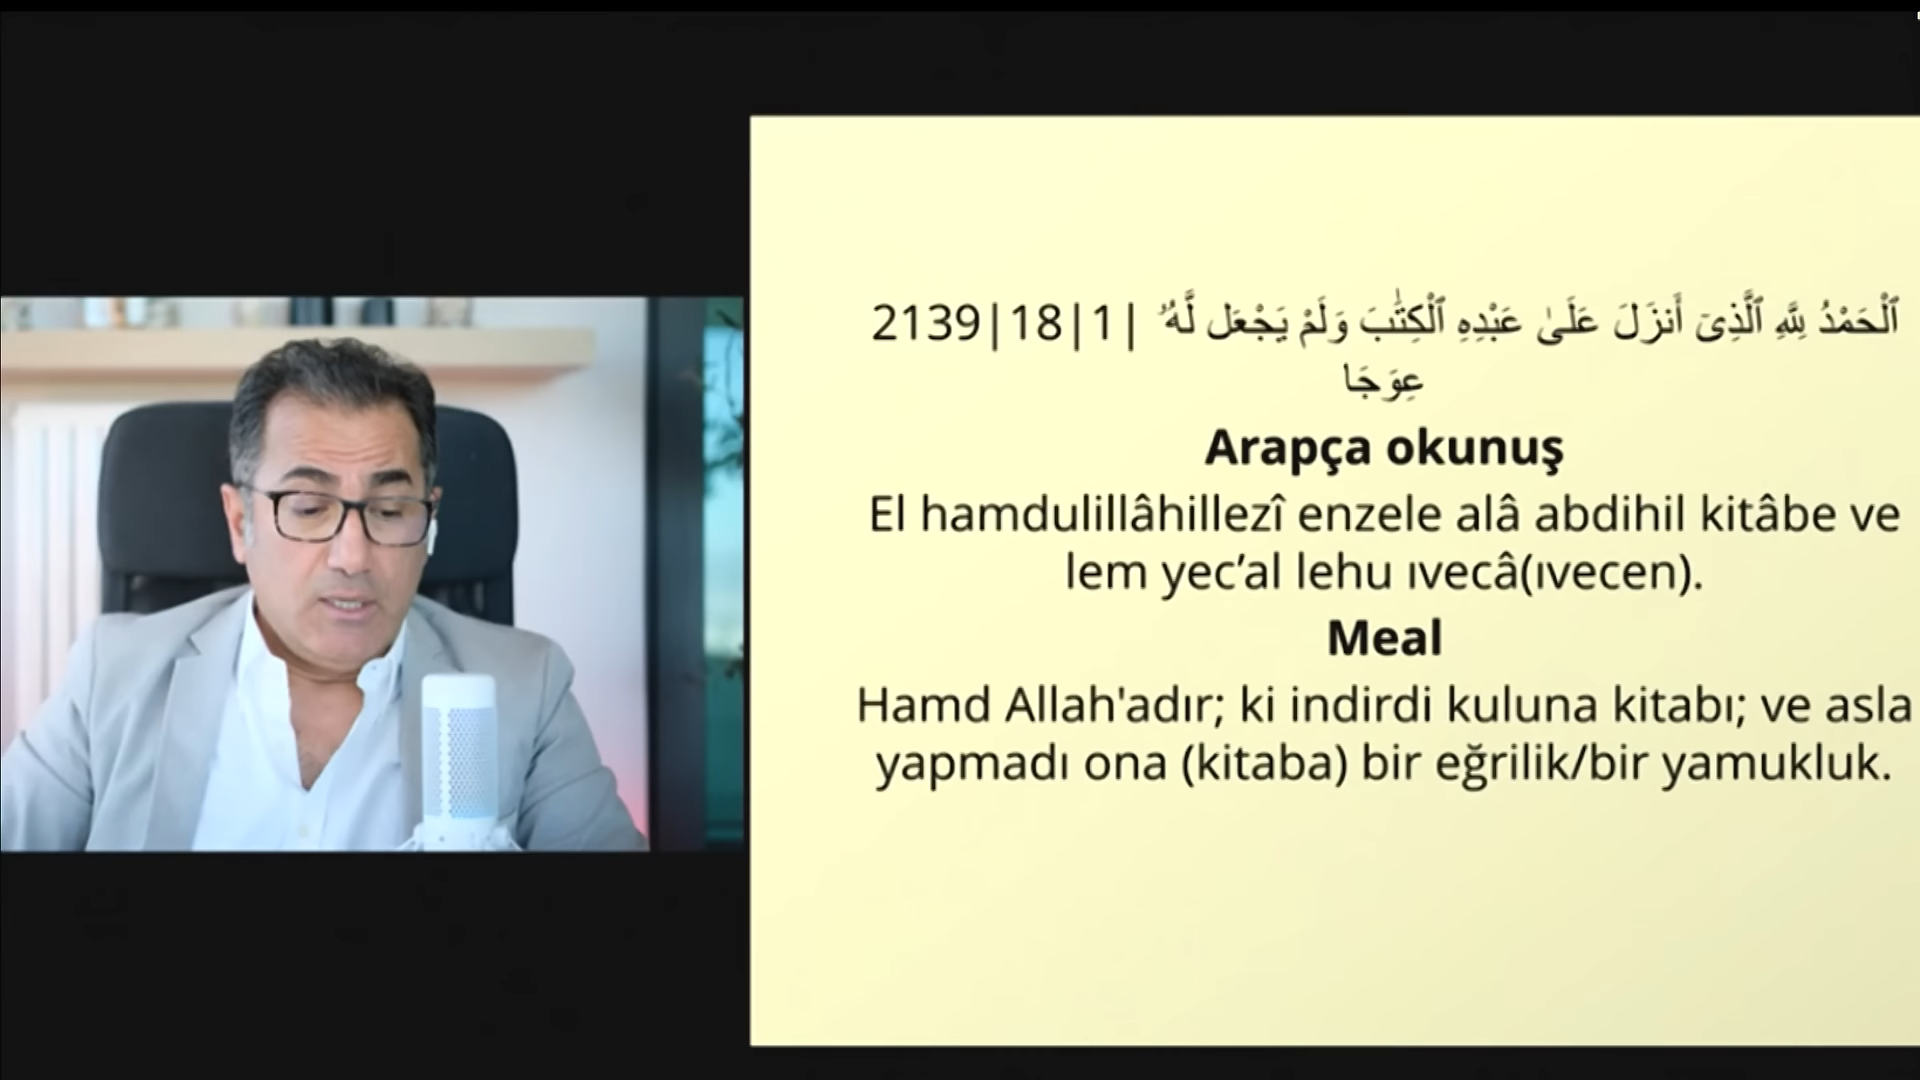 2139|18|1| ٱلْحَمْدُ لِلَّهِ ٱلَّذِىٓ أَنزَلَ عَلَىٰ عَبْدِهِ ٱلْكِتَٰبَ وَلَمْ يَجْعَل لَّهُۥ
عِوَجَا
Arapça okunuş
El hamdulillâhillezî enzele alâ abdihil kitâbe ve
lem yec’al lehu ıvecâ(ıvecen).
Meal
Hamd Allah'adır; ki indirdi kuluna kitabı; ve asla
yapmadı ona (kitaba) bir eğrilik/bir yamukluk.